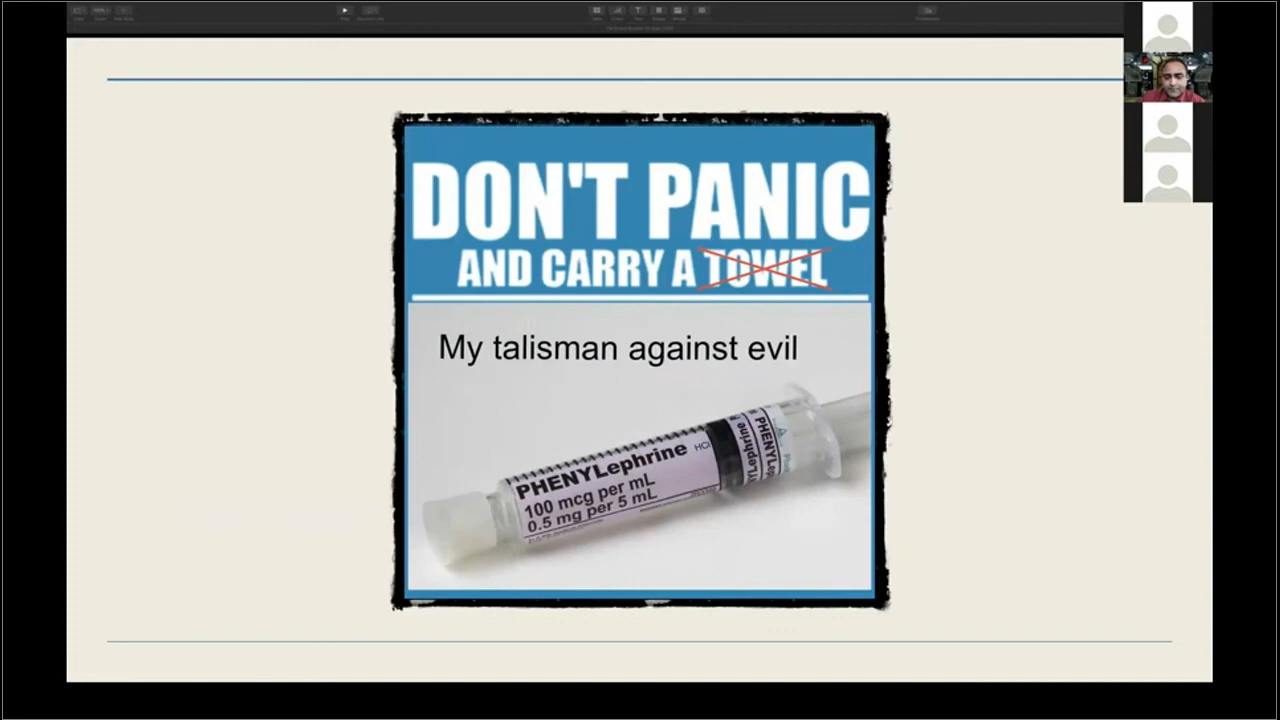 DON'T PANIC
AND CARRY A TOWEL
My talisman against evil
PHENYLephrine HCl
100 mcg per mL
0.5 mg per 5 mL